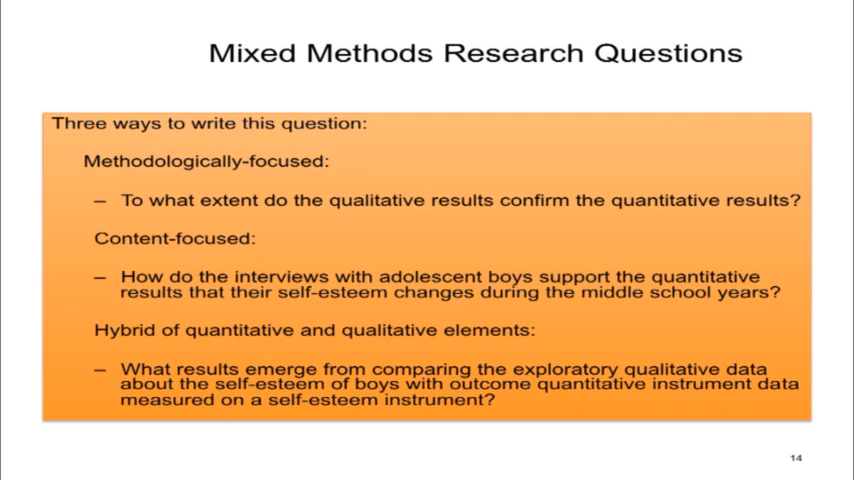 Mixed Methods Research Questions
Three ways to write this question:
Methodologically-focused:
– To what extent do the qualitative results confirm the quantitative results?
Content-focused:
– How do the interviews with adolescent boys support the quantitative
results that their self-esteem changes during the middle school years?
Hybrid of quantitative and qualitative elements:
– What results emerge from comparing the exploratory qualitative data
about the self-esteem of boys with outcome quantitative instrument data
measured on a self-esteem instrument?
14